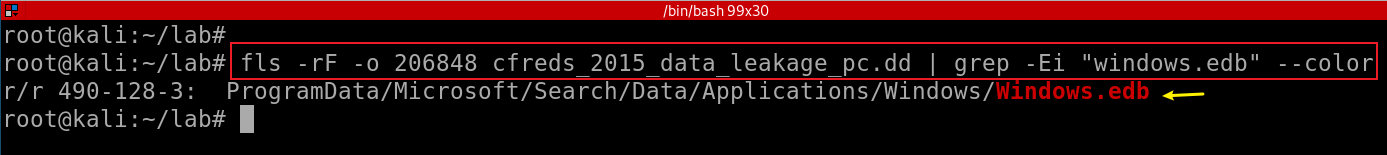 /bin/bash 99x30
root@kali:~/lab#
root@kali:~/lab# fls -rF -o 206848 cfreds_2015_data_leakage_pc.dd | grep -Ei "windows.edb" --color
r/r 490-128-3:  ProgramData/Microsoft/Search/Data/Applications/Windows/Windows.edb
root@kali:~/lab#